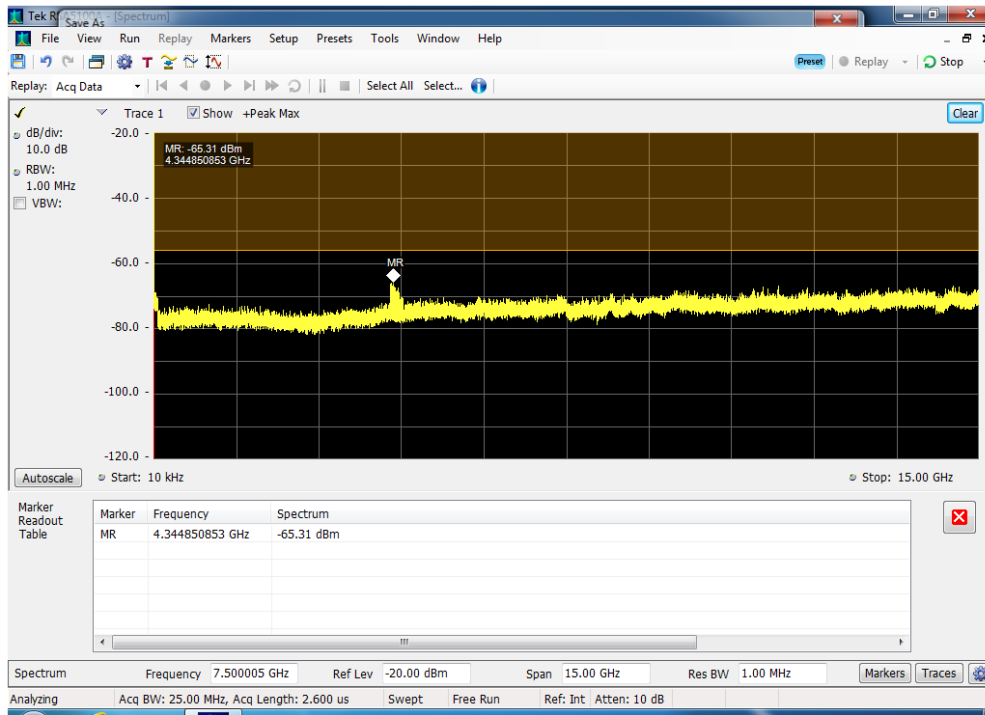 Tek RSA5100A - [Spectrum]
Save As
File View Run Replay Markers Setup Presets Tools Window Help
Preset Replay Stop
Replay: Acq Data Select All Select...
Trace 1 Show +Peak Max Clear
dB/div:
10.0 dB
RBW:
1.00 MHz
VBW:
-20.0
-40.0
-60.0
-80.0
-100.0
-120.0
MR: -65.31 dBm
4.344850853 GHz
MR
Autoscale Start: 10 kHz Stop: 15.00 GHz
Marker
Readout
Table
Marker Frequency Spectrum
MR 4.344850853 GHz -65.31 dBm
Spectrum Frequency 7.500005 GHz Ref Lev -20.00 dBm Span 15.00 GHz Res BW 1.00 MHz Markers Traces
Analyzing Acq BW: 25.00 MHz, Acq Length: 2.600 us Swept Free Run Ref: Int Atten: 10 dB